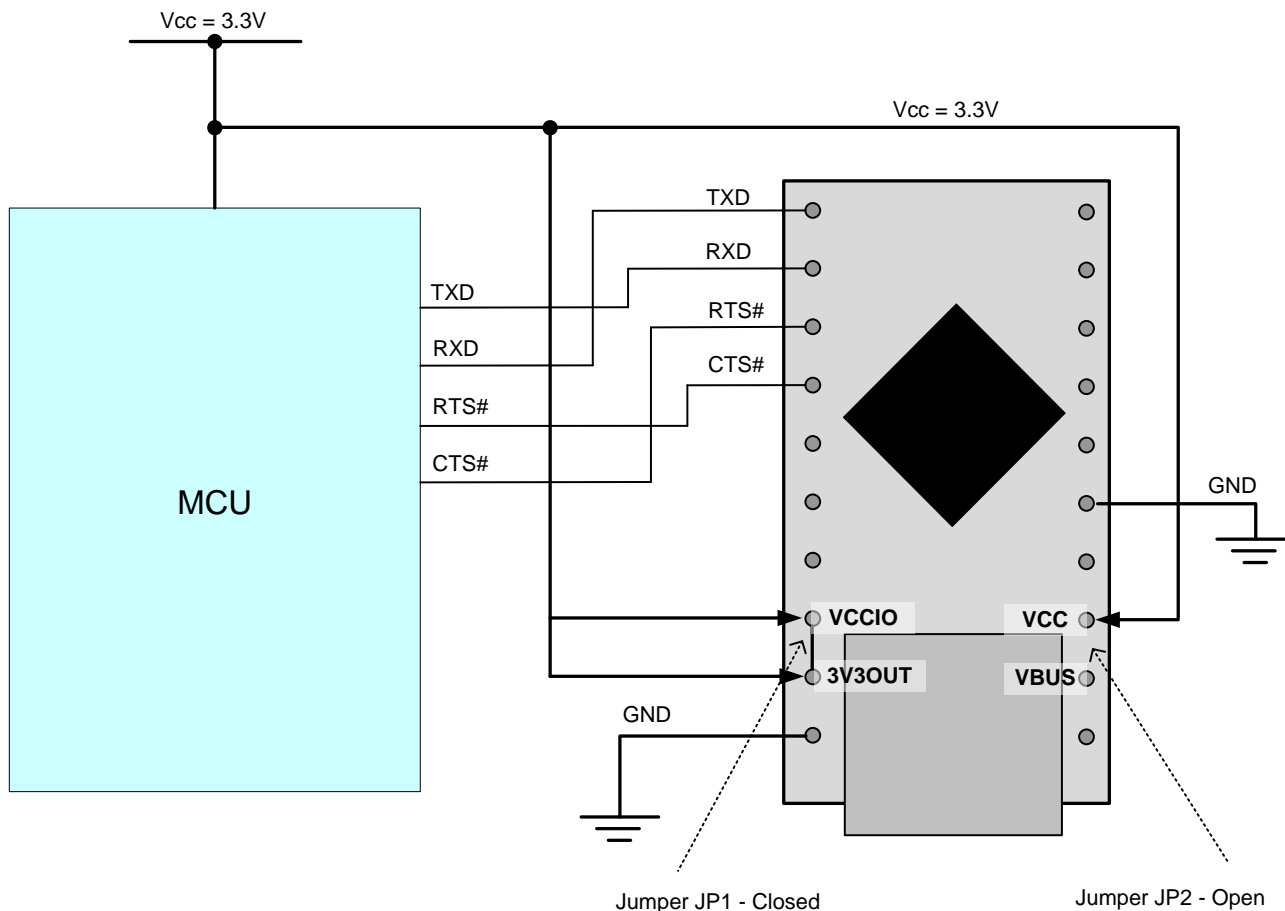 Vcc = 3.3V
Vcc = 3.3V
TXD
RXD
RTS#
CTS#
TXD
RXD
RTS#
CTS#
MCU
GND
VCCIO
VCC
3V3OUT
VBUS
GND
Jumper JP1 - Closed
Jumper JP2 - Open